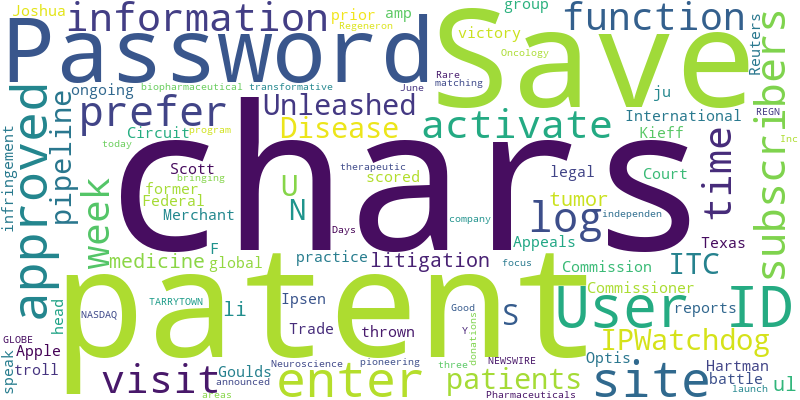 Joshua information prior amp group function
Regeneron
Password Save
victory
Oncology
Reuters
subscribers
ongoing biopharmaceutical transformative June Rare
matching
approved pipeline prefer Unleashed activate ju
REGN
International
infringement
Circuit program Disease Kieff time
Inc
today
week Scott therapeutic legal Court
bringing
former chars scored tumor
Federal U
Merchant N log independen
F Days company Appeals Texas
medicine global practice litigation focus Commission ITC
patent
TARRYTOWN Ipsen Good S User ID
Commissioner
head NASDAQ li Trade thrown Y donations reports
GLOBE
Apple Goulds Neuroscience pioneering three NEWSWIRE IPWatchdog
Optis
speak troll visit announced enter patients site Hartman
battle
areas Pharmaceuticals launch ul